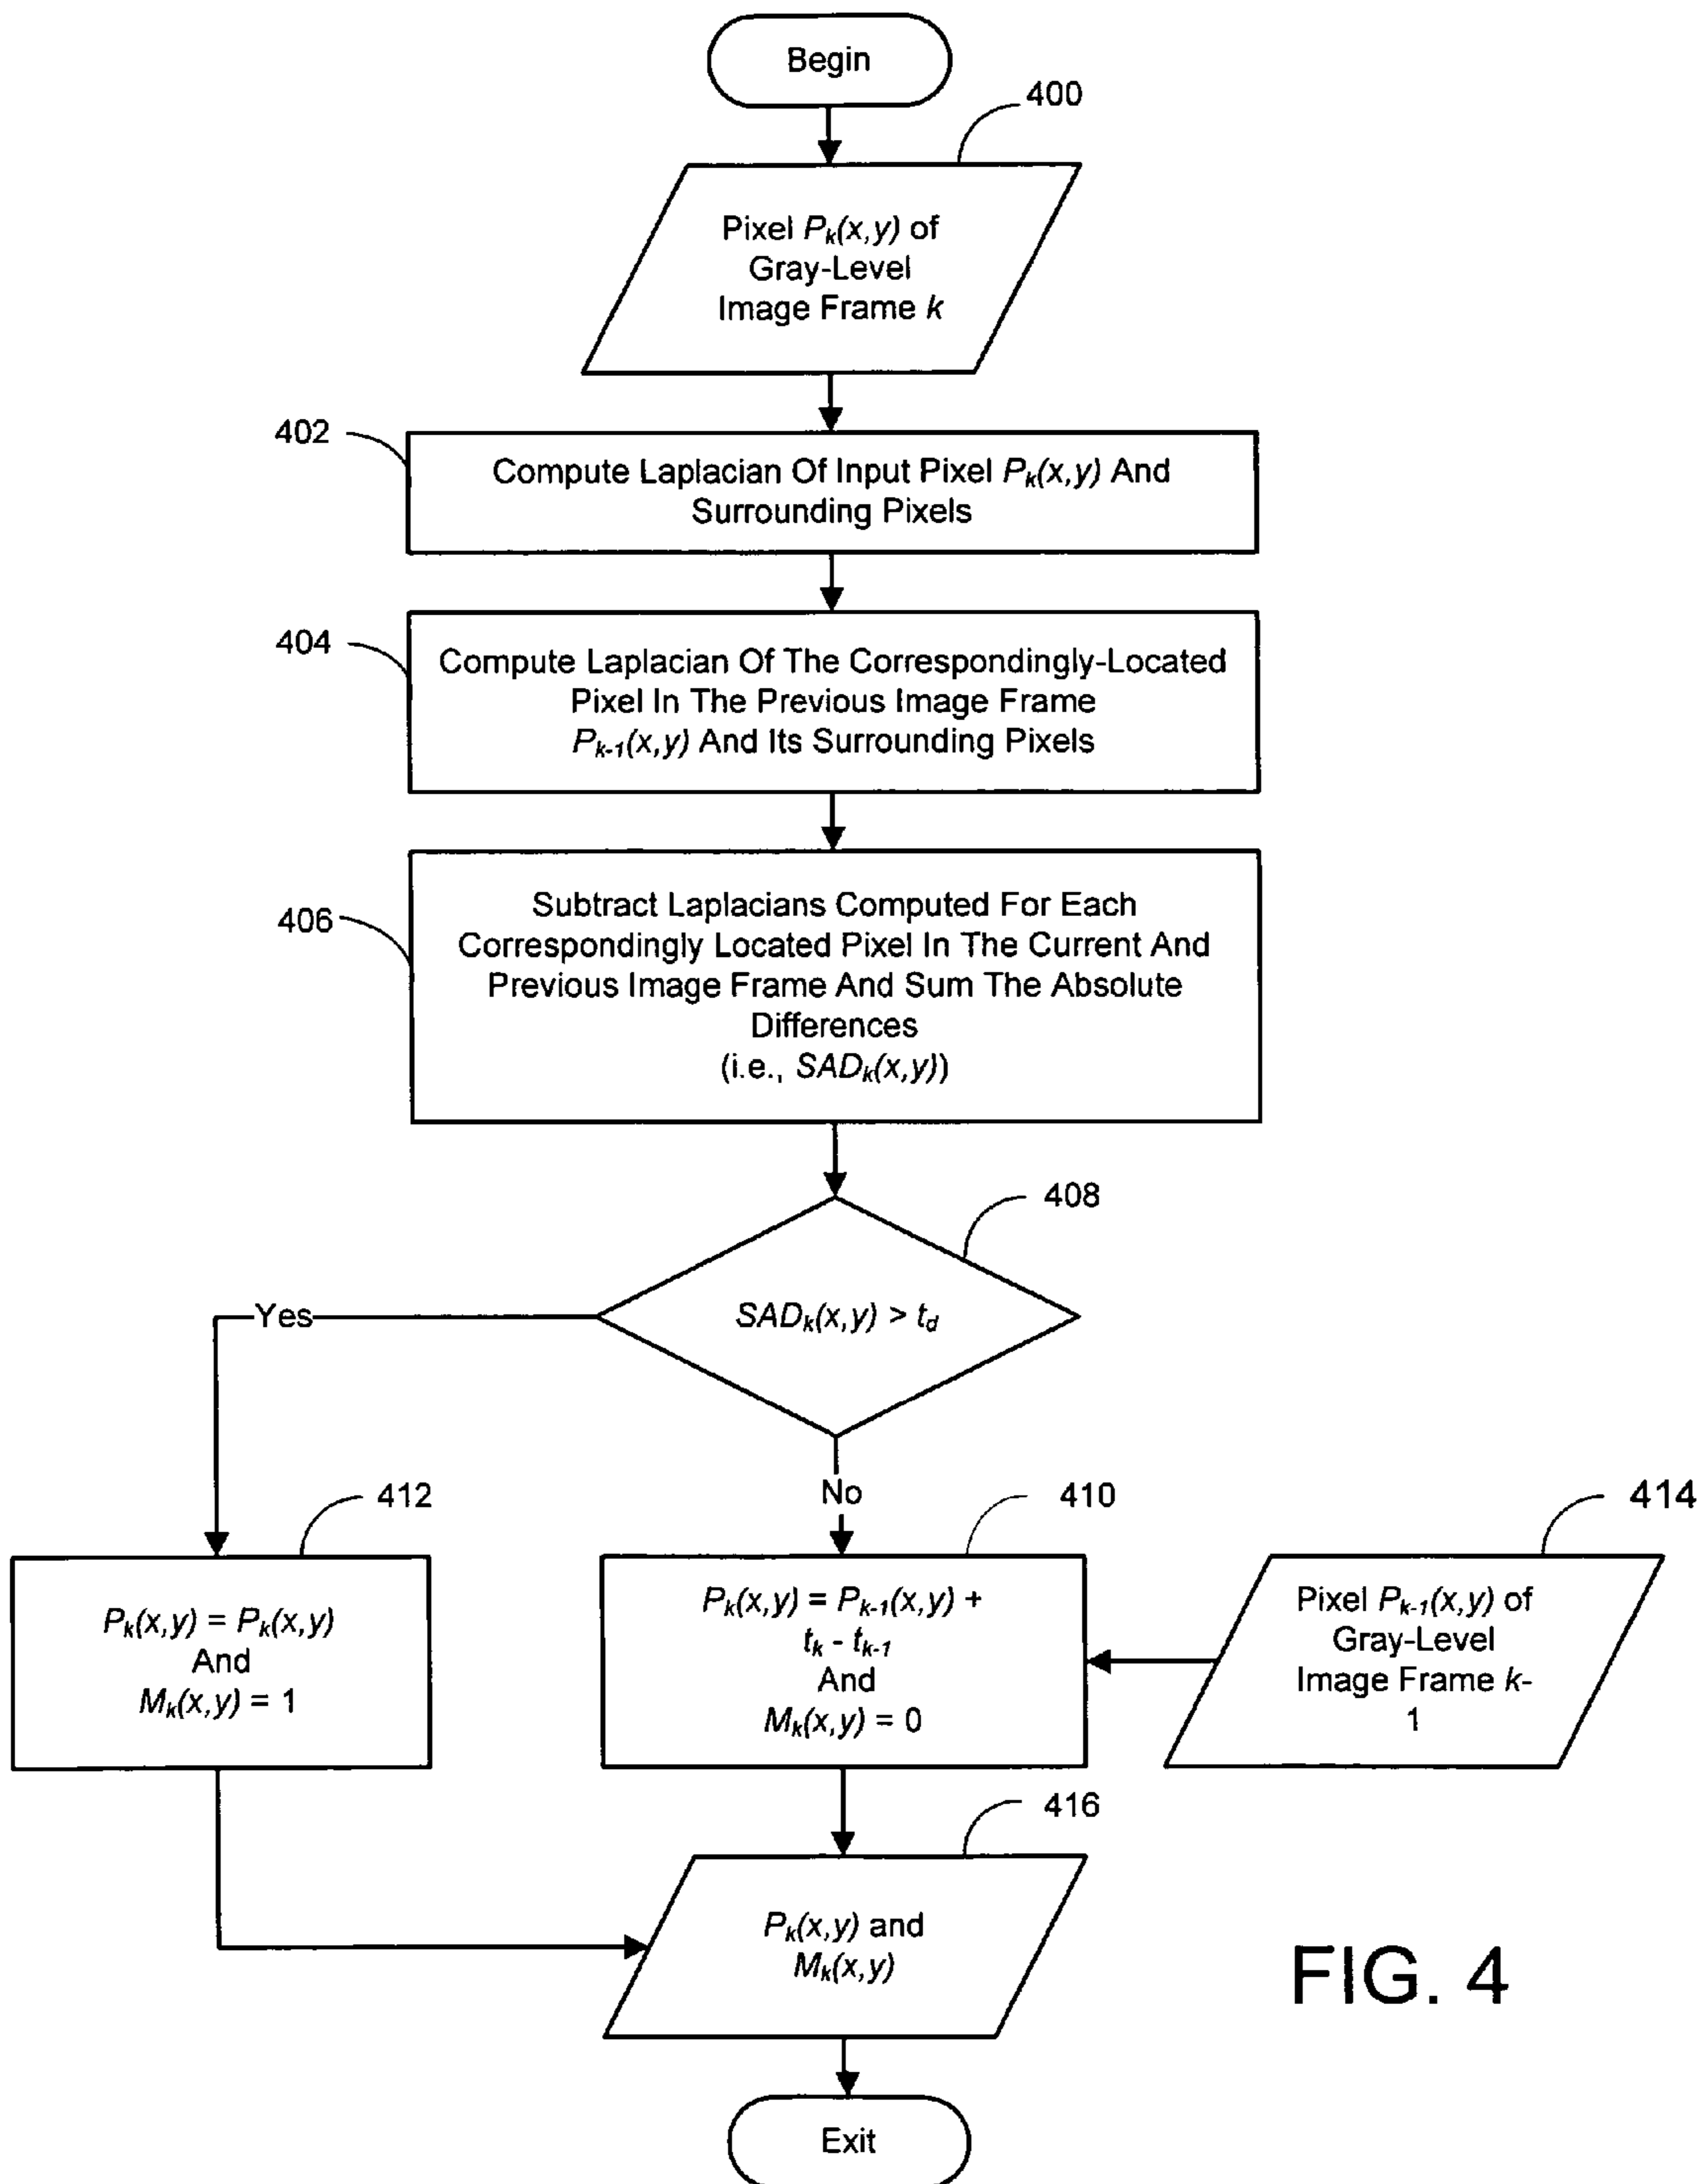 Begin
400
Pixel Pk(x,y) of
Gray-Level
Image Frame k
402
Compute Laplacian Of Input Pixel Pk(x,y) And
Surrounding Pixels
404
Compute Laplacian Of The Correspondingly-Located
Pixel In The Previous Image Frame
Pk-1(x,y) And Its Surrounding Pixels
406
Subtract Laplacians Computed For Each
Correspondingly Located Pixel In The Current And
Previous Image Frame And Sum The Absolute
Differences
(i.e., SADk(x,y))
408
SADk(x,y) > td
Yes
No
412
Pk(x,y) = Pk(x,y)
And
Mk(x,y) = 1
410
Pk(x,y) = Pk-1(x,y) +
tk - tk-1
And
Mk(x,y) = 0
414
Pixel Pk-1(x,y) of
Gray-Level
Image Frame k-
1
416
Pk(x,y) and
Mk(x,y)
FIG. 4
Exit